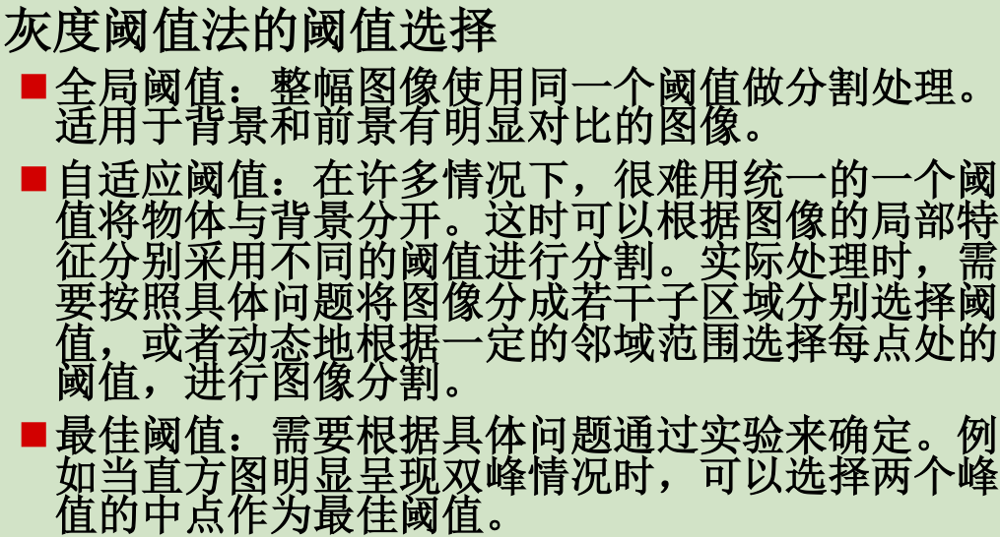 灰度阈值法的阈值选择
全局阈值：整幅图像使用同一个阈值做分割处理。
适用于背景和前景有明显对比的图像。
自适应阈值：在许多情况下，很难用统一的一个阈
值将物体与背景分开。这时可以根据图像的局部特
征分别采用不同的阈值进行分割。实际处理时，需
要按照具体问题将图像分成若干子区域分别选择阈
值，或者动态地根据一定的邻域范围选择每点处的
阈值，进行图像分割。
最佳阈值：需要根据具体问题通过实验来确定。例
如当直方图明显呈现双峰情况时，可以选择两个峰
值的中点作为最佳阈值。